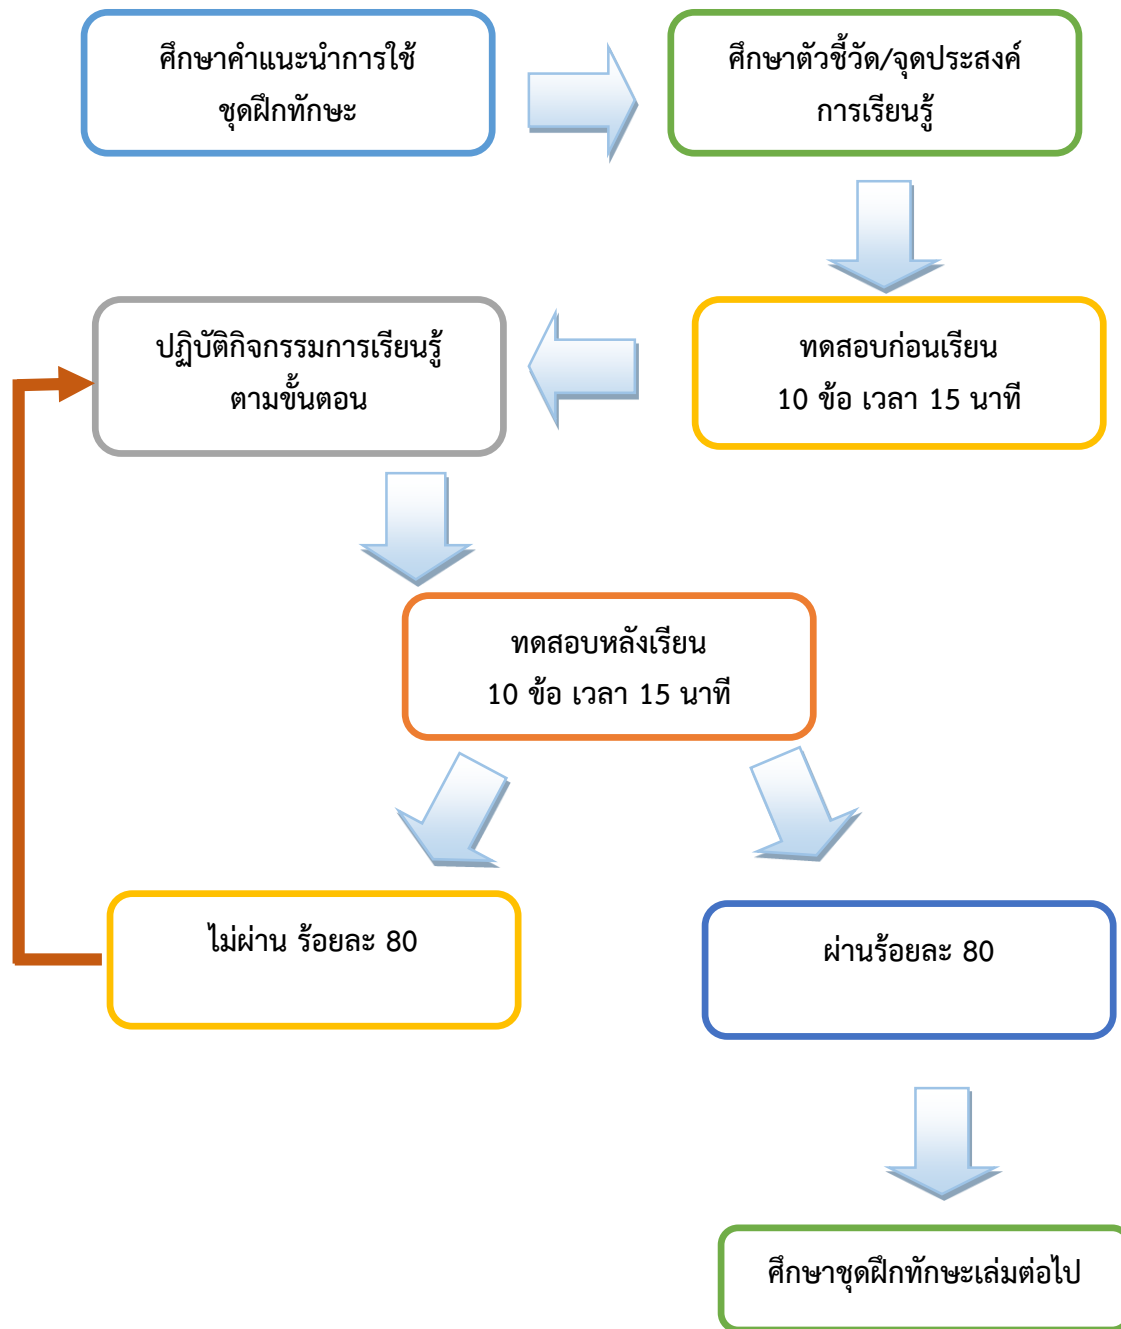 ศึกษาคำแนะนำการใช้
ชุดฝึกทักษะ
ศึกษาตัวชี้วัด/จุดประสงค์
การเรียนรู้
ทดสอบก่อนเรียน
10 ข้อ เวลา 15 นาที
ปฏิบัติกิจกรรมการเรียนรู้
ตามขั้นตอน
ทดสอบหลังเรียน
10 ข้อ เวลา 15 นาที
ไม่ผ่าน ร้อยละ 80
ผ่านร้อยละ 80
ศึกษาชุดฝึกทักษะเล่มต่อไป